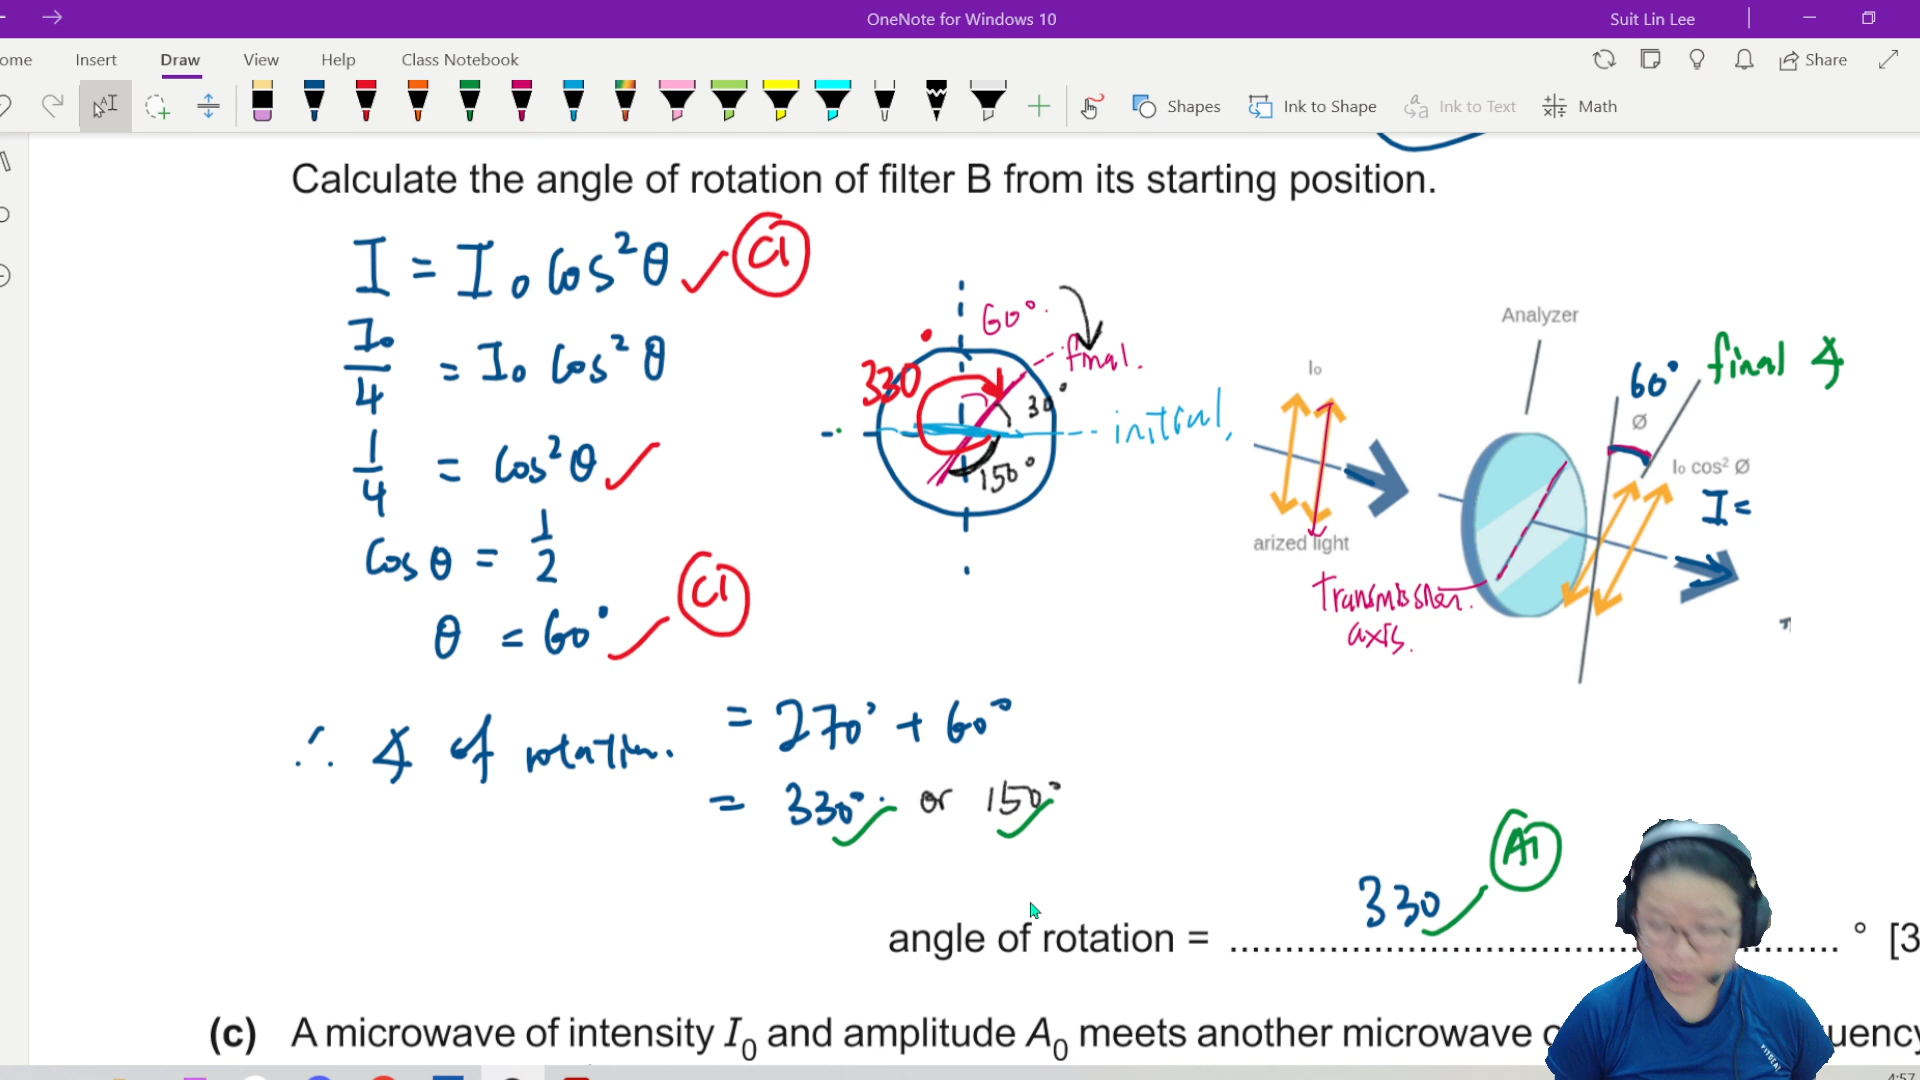 OneNote for Windows 10
Suit Lin Lee
ome Insert Draw View Help Class Notebook
Share
Shapes Ink to Shape Ink to Text Math
Calculate the angle of rotation of filter B from its starting position.
I = I₀ cos²θ C1
I₀/4 = I₀ cos²θ
1/4 = cos²θ
cos θ = 1/2
θ = 60° C1
∴ ∡ of rotation. = 270° + 60°
= 330° or 150°
60°.
final.
330
30°
initial,
150°
Analyzer
I₀
60°
final ∡
Ø
I₀ cos² Ø
I =
arized light
transmission.
axis.
A1
330
angle of rotation = ° [3
(c) A microwave of intensity I₀ and amplitude A₀ meets another microwave uency
4:57